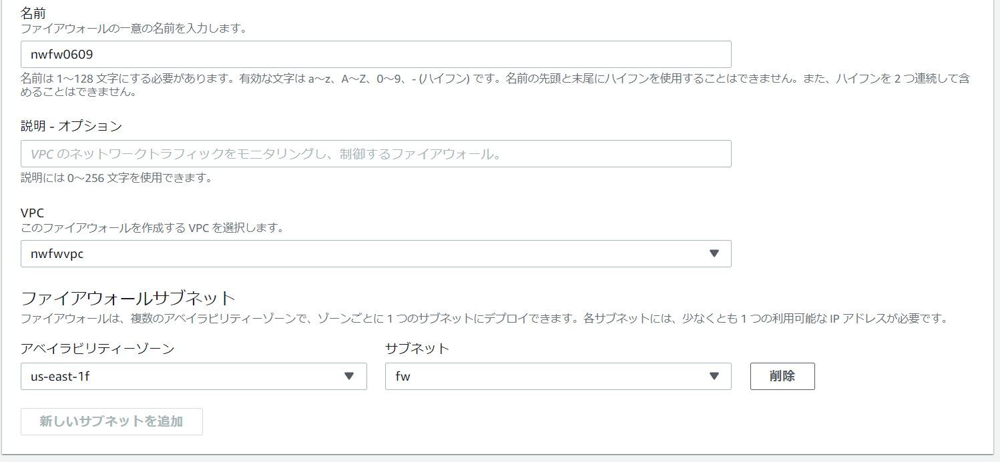 名前
ファイアウォールの一意の名前を入力します。
nwfw0609
名前は 1～128 文字にする必要があります。有効な文字は a～z、A～Z、0～9、- (ハイフン) です。名前の先頭と末尾にハイフンを使用することはできません。また、ハイフンを 2 つ連続して含
めることはできません。
説明 - オプション
VPC のネットワークトラフィックをモニタリングし、制御するファイアウォール。
説明には 0～256 文字を使用できます。
VPC
このファイアウォールを作成する VPC を選択します。
nwfwvpc
ファイアウォールサブネット
ファイアウォールは、複数のアベイラビリティーゾーンで、ゾーンごとに 1 つのサブネットにデプロイできます。各サブネットには、少なくとも 1 つの利用可能な IP アドレスが必要です。
アベイラビリティーゾーン サブネット
us-east-1f fw 削除
新しいサブネットを追加